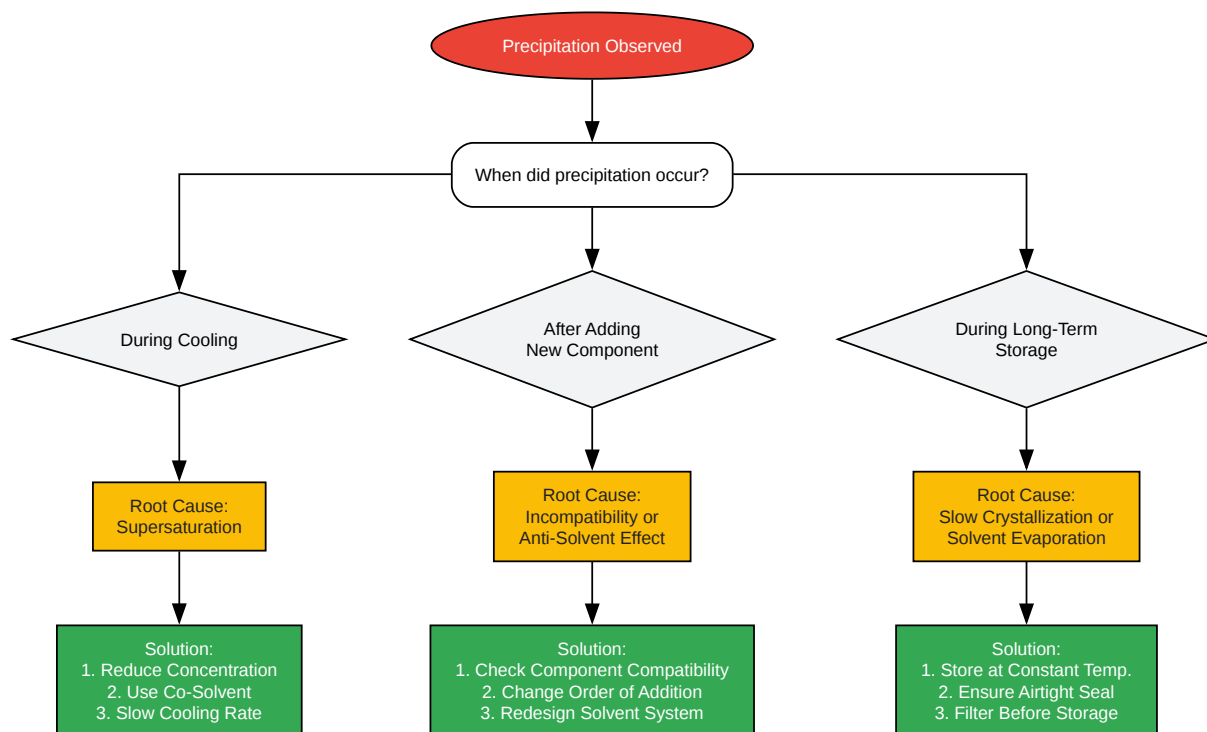 Precipitation Observed
When did precipitation occur?
During Cooling
After Adding
New Component
During Long-Term
Storage
Root Cause:
Supersaturation
Root Cause:
Incompatibility or
Anti-Solvent Effect
Root Cause:
Slow Crystallization or
Solvent Evaporation
Solution:
1. Reduce Concentration
2. Use Co-Solvent
3. Slow Cooling Rate
Solution:
1. Check Component Compatibility
2. Change Order of Addition
3. Redesign Solvent System
Solution:
1. Store at Constant Temp.
2. Ensure Airtight Seal
3. Filter Before Storage